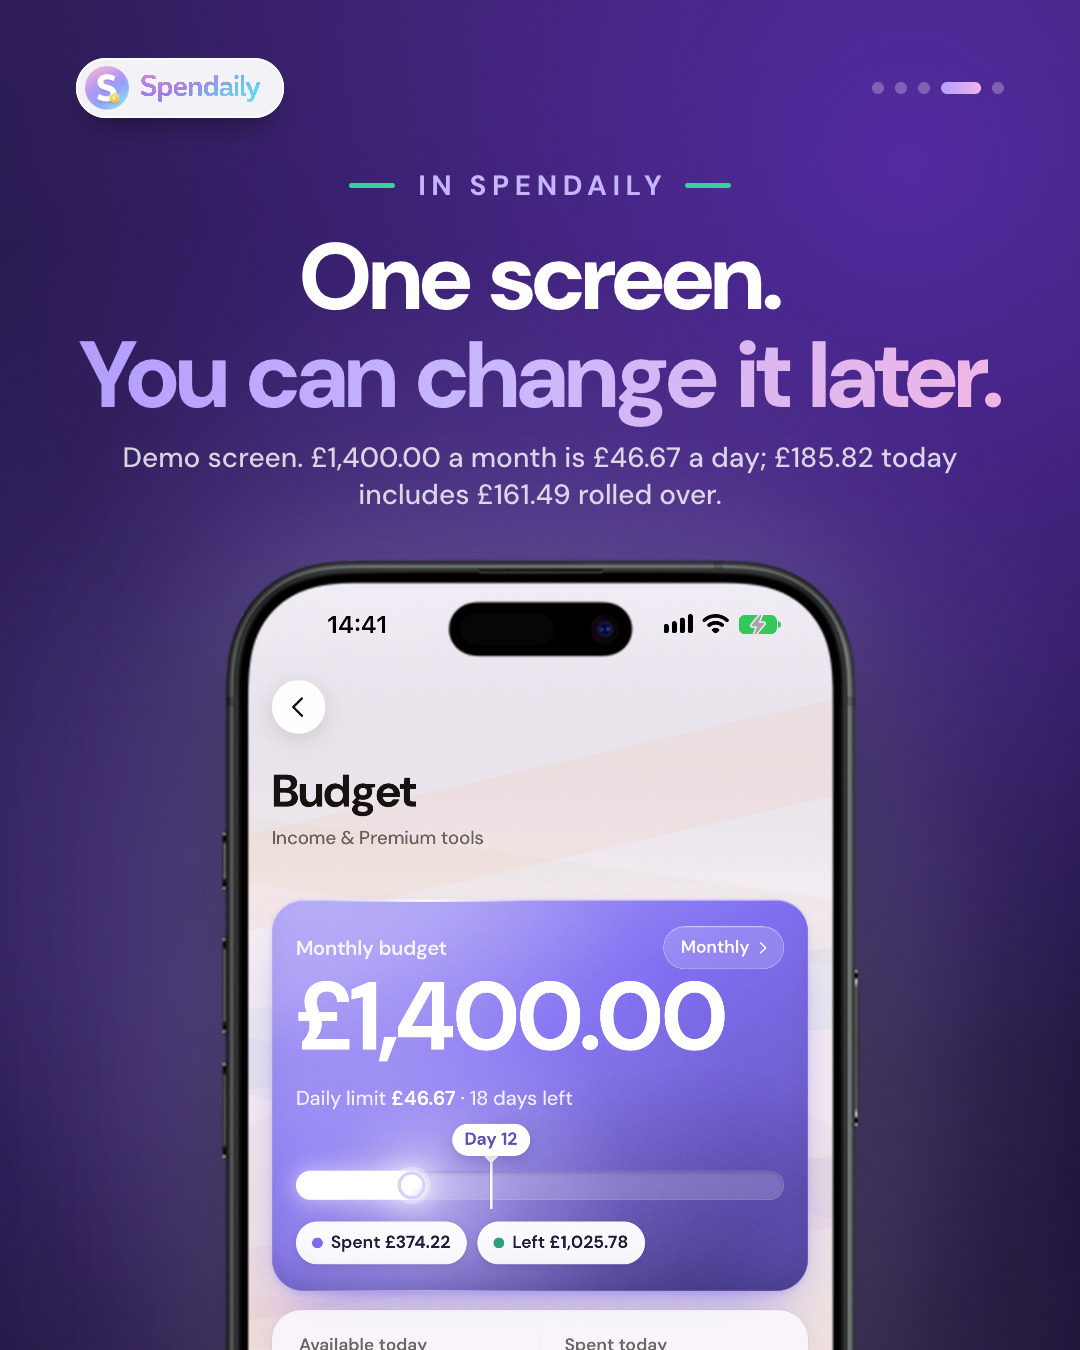 Spendaily
IN SPENDAILY
One screen.
You can change it later.
Demo screen. £1,400.00 a month is £46.67 a day; £185.82 today
includes £161.49 rolled over.
14:41
Budget
Income & Premium tools
Monthly budget
Monthly
£1,400.00
Daily limit £46.67 · 18 days left
Day 12
Spent £374.22
Left £1,025.78
Available today
Spent today